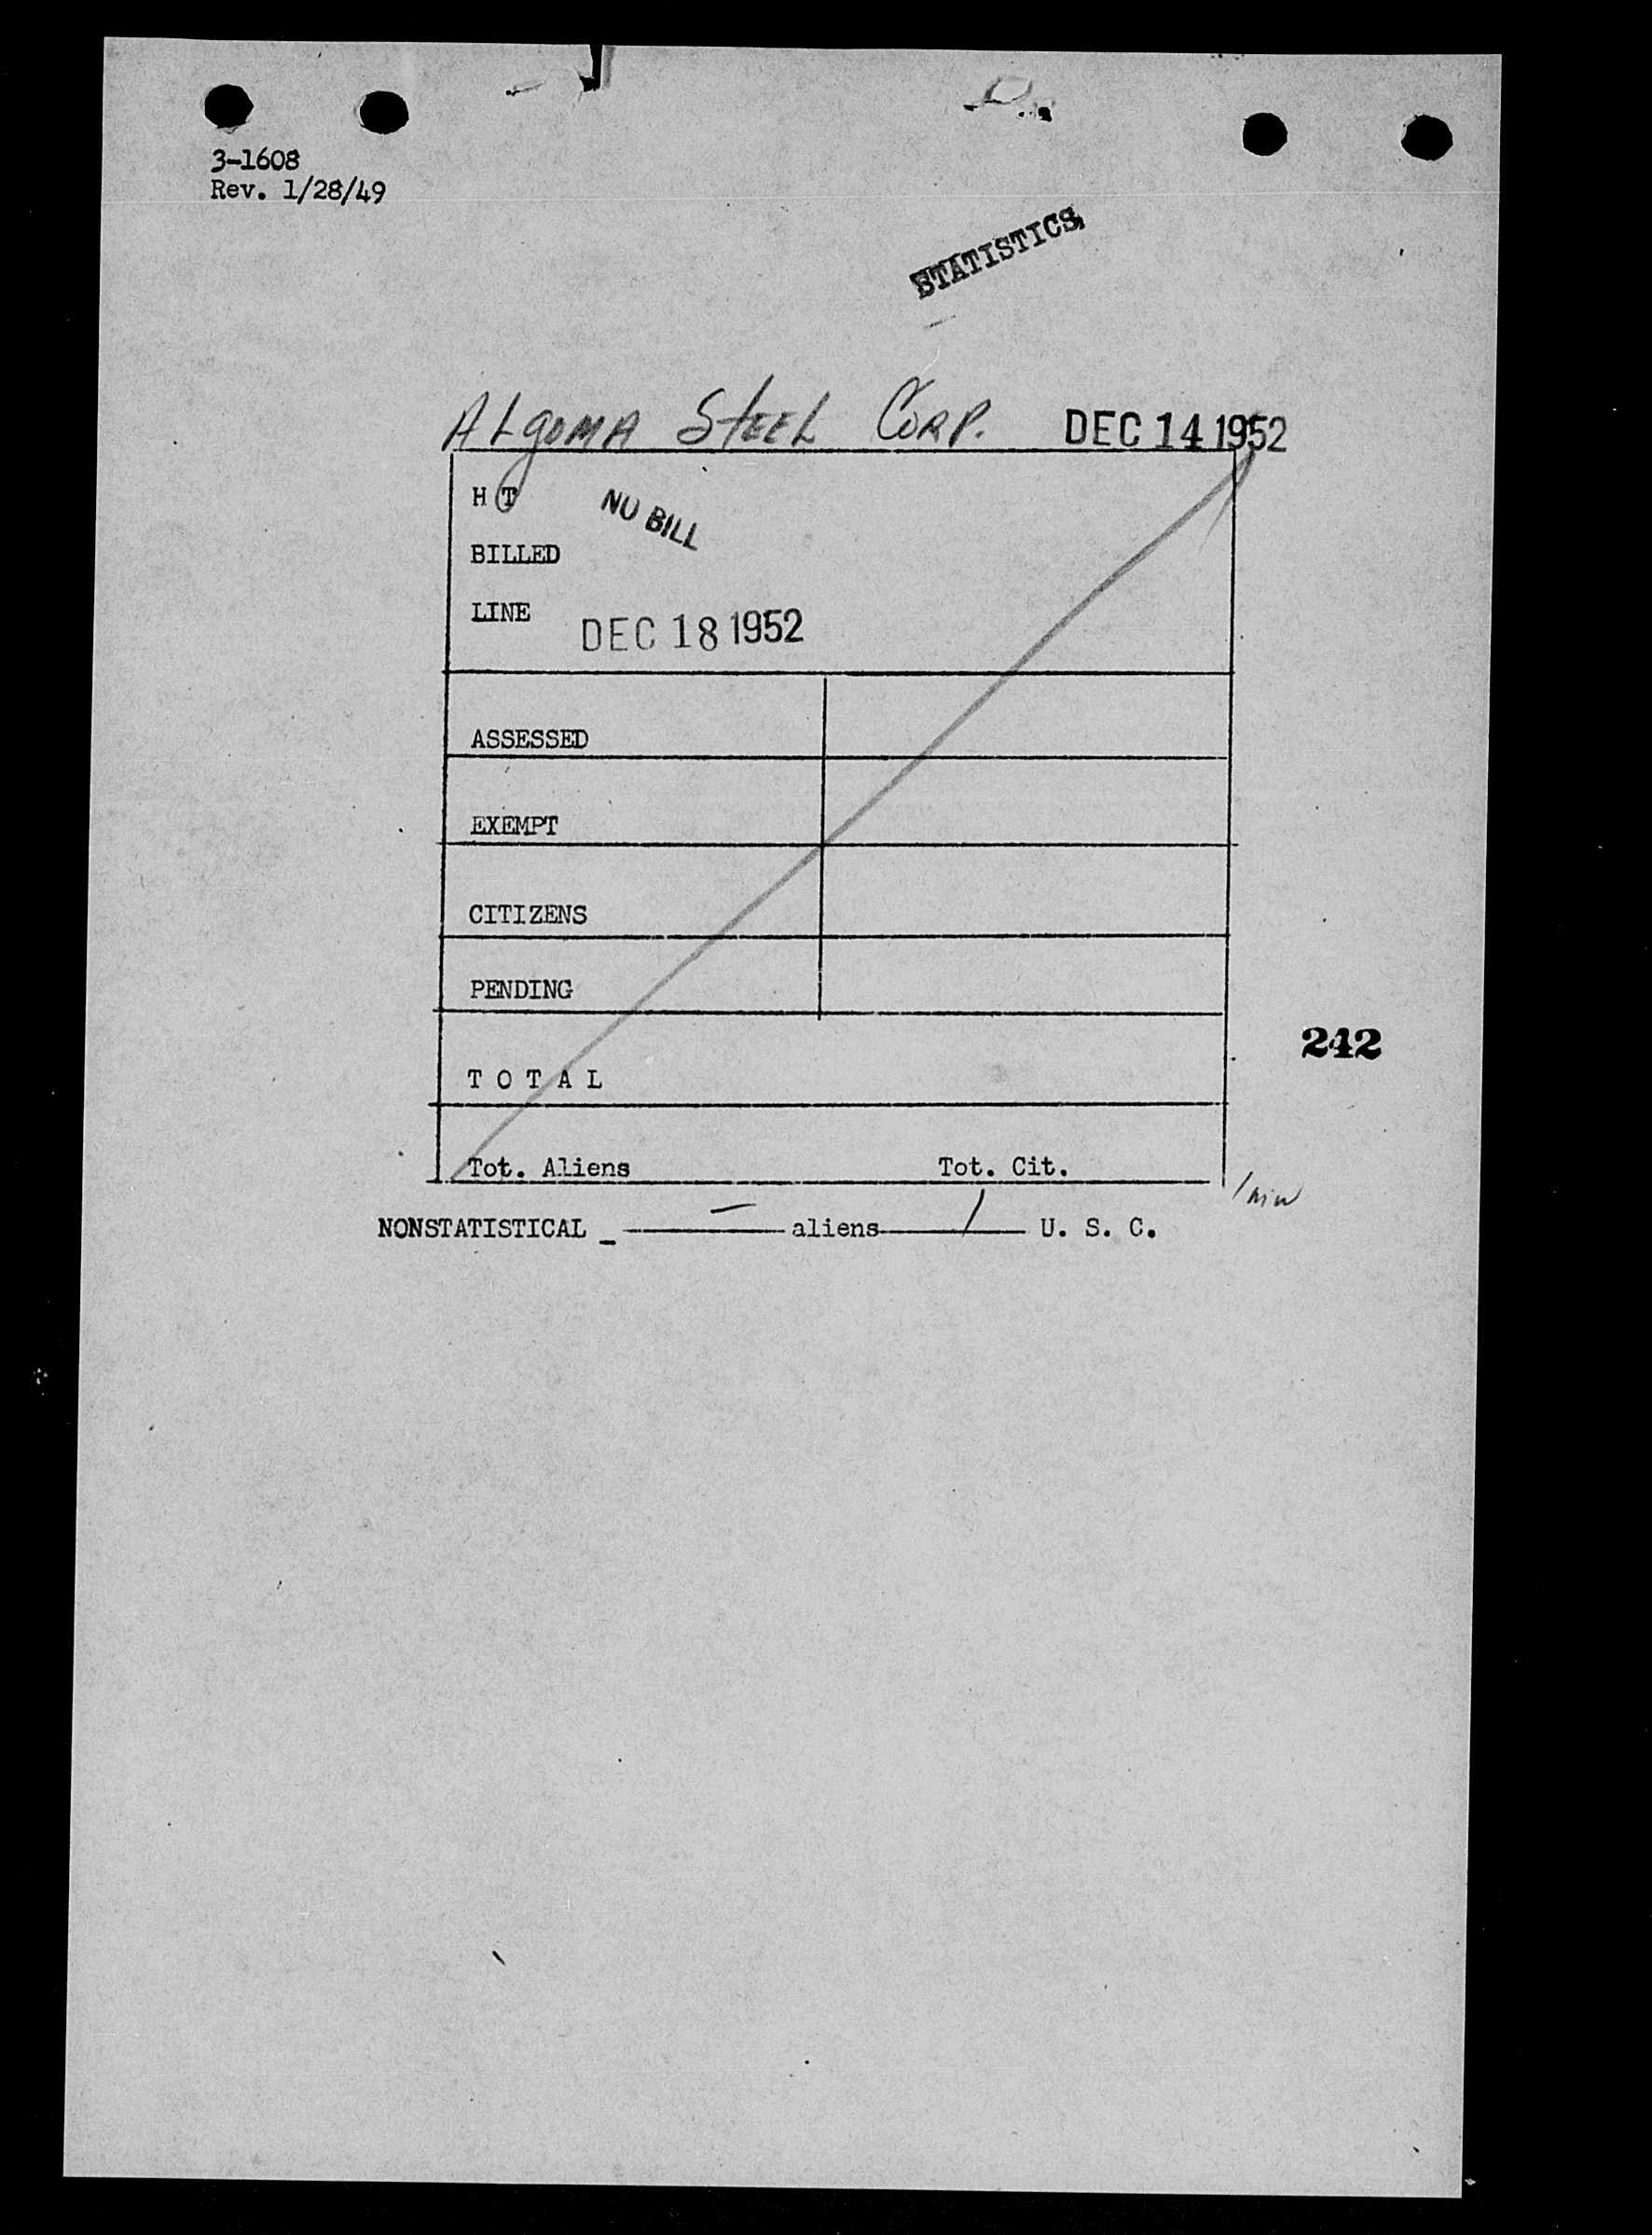 3-1608
Rev. 1/28/49
STATISTICS
ALGOMA STEEL CORP. DEC 14 1952
H T
NO BILL
BILLED
LINE
DEC 18 1952
ASSESSED
EXEMPT
CITIZENS
PENDING
242
T O T A L
Tot. Aliens Tot. Cit.
NONSTATISTICAL _ — aliens 1 U. S. C.